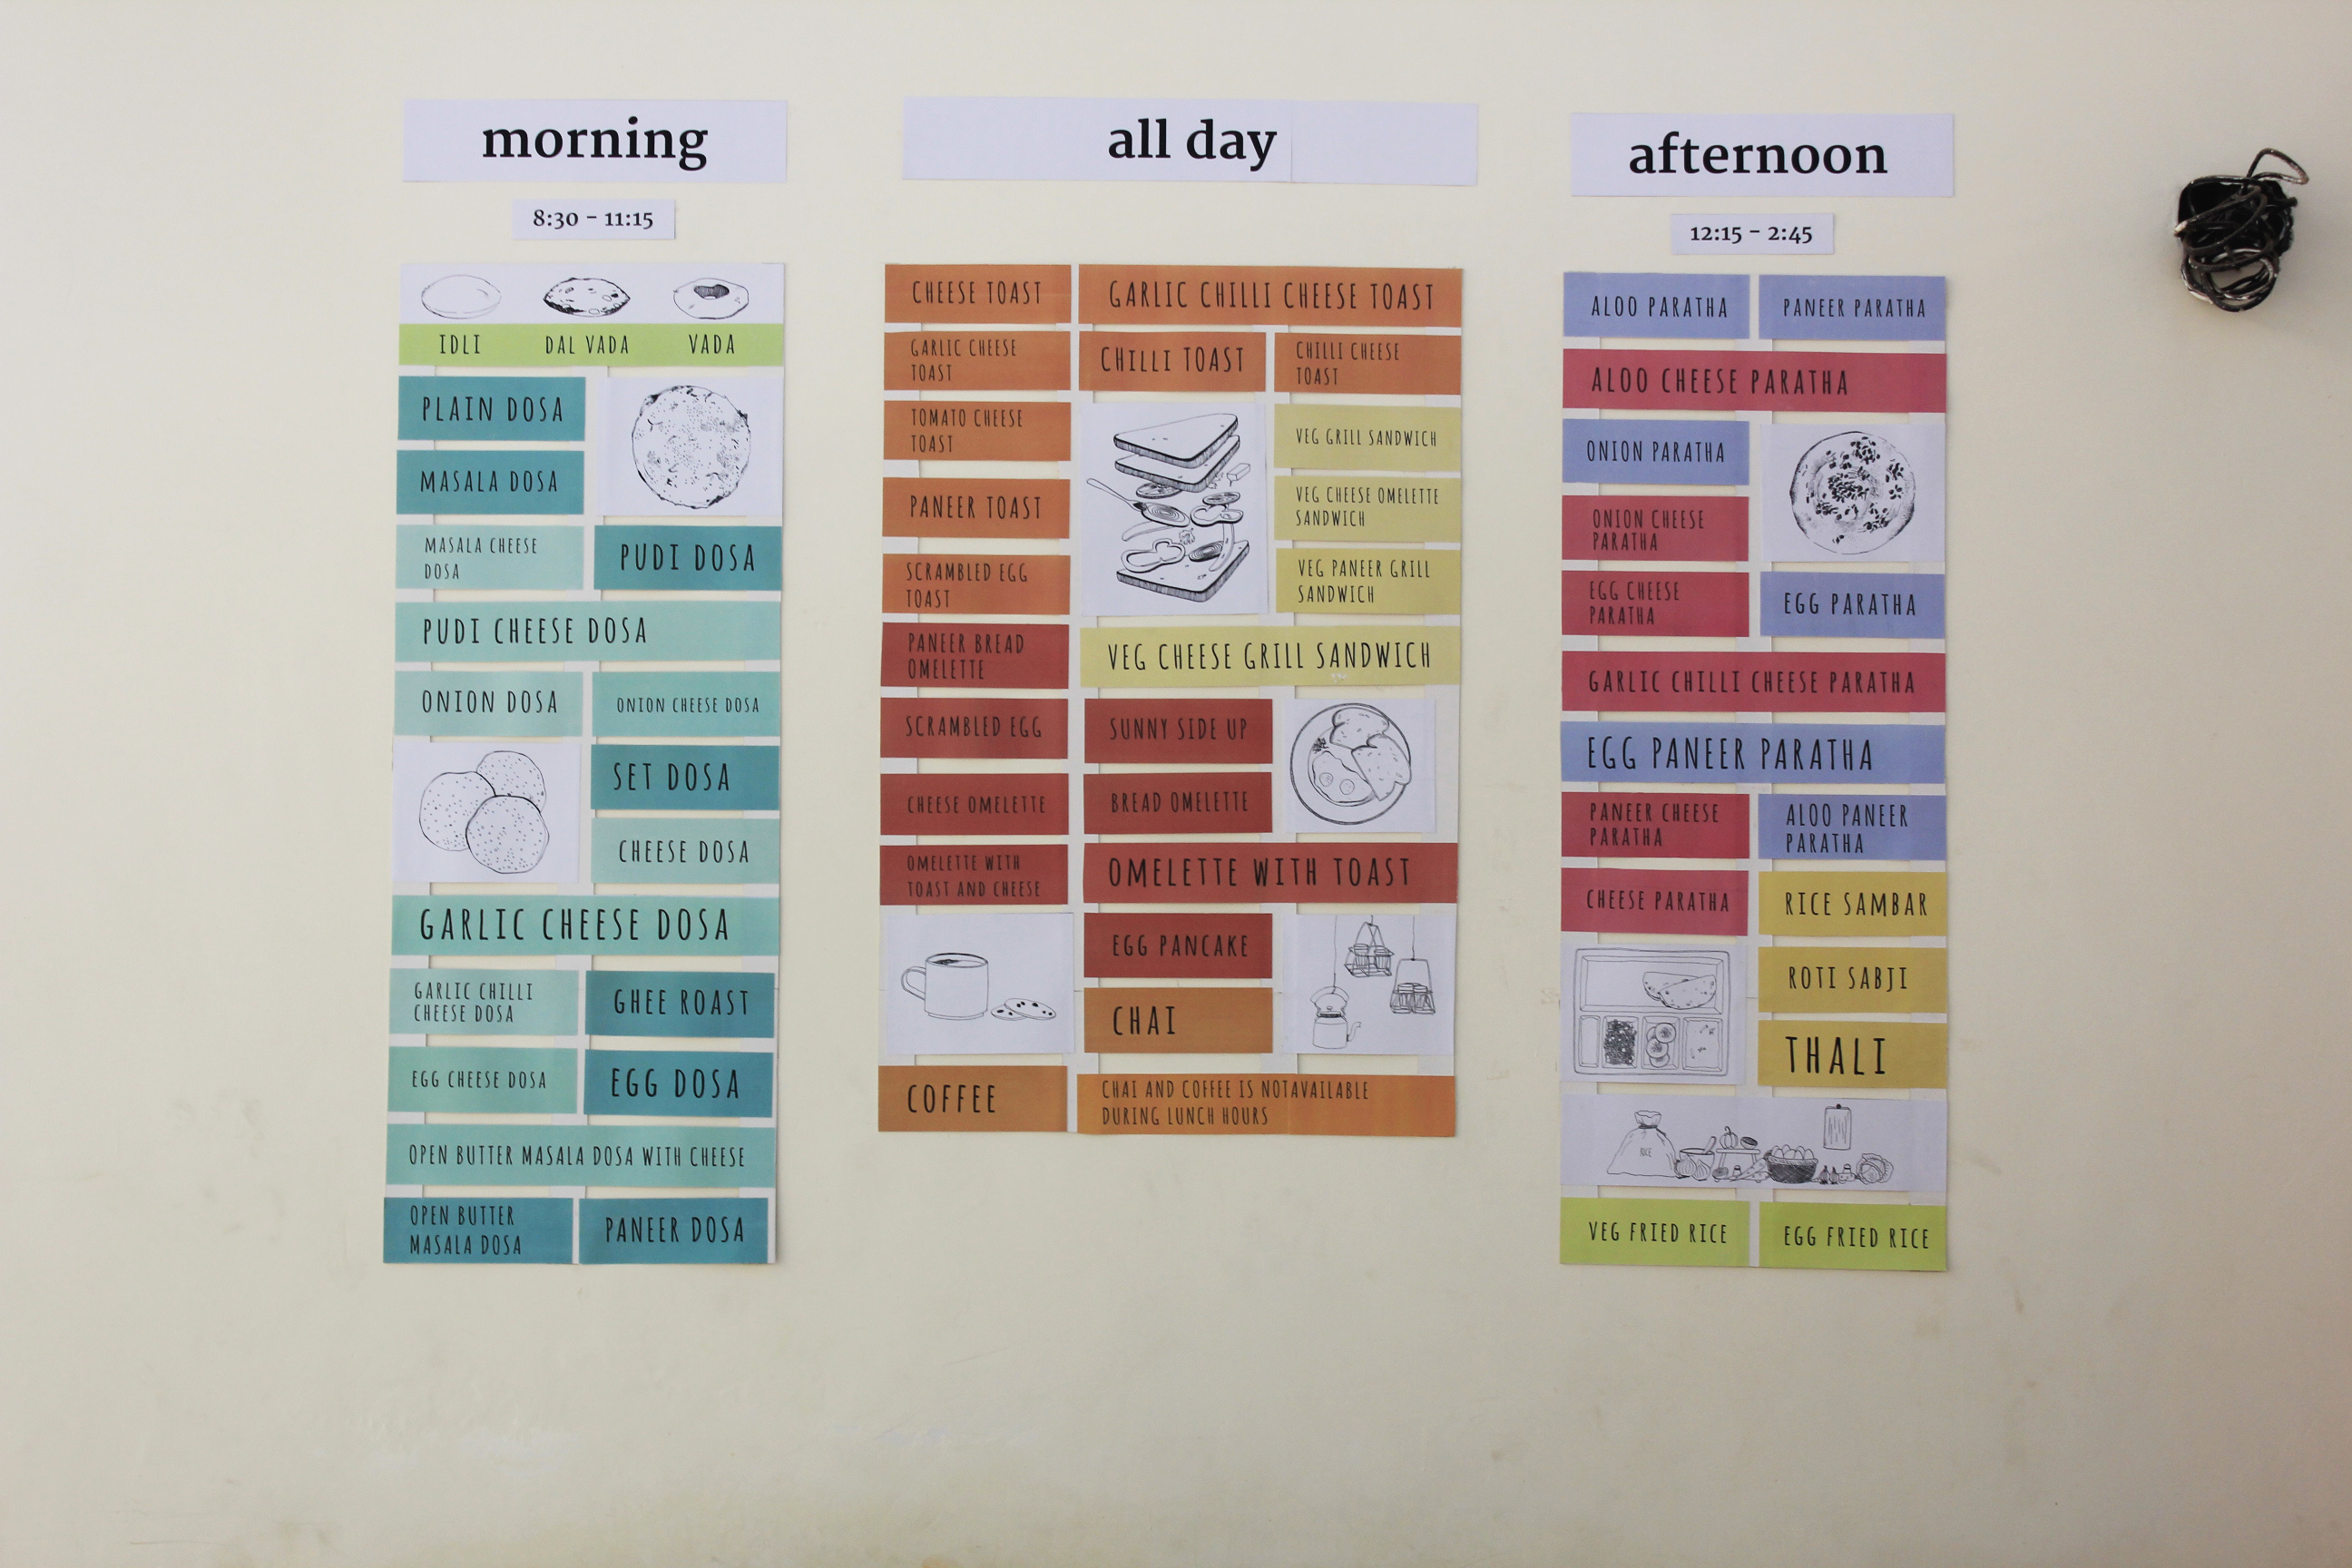 morning
8:30 - 11:15
IDLI DAL VADA VADA
PLAIN DOSA
MASALA DOSA
MASALA CHEESE
DOSA
PUDI DOSA
PUDI CHEESE DOSA
ONION DOSA
ONION CHEESE DOSA
SET DOSA
CHEESE DOSA
GARLIC CHEESE DOSA
GARLIC CHILLI
CHEESE DOSA
GHEE ROAST
EGG CHEESE DOSA
EGG DOSA
OPEN BUTTER MASALA DOSA WITH CHEESE
OPEN BUTTER
MASALA DOSA
PANEER DOSA
all day
CHEESE TOAST
GARLIC CHILLI CHEESE TOAST
GARLIC CHEESE
TOAST
CHILLI TOAST
CHILLI CHEESE
TOAST
TOMATO CHEESE
TOAST
VEG GRILL SANDWICH
PANEER TOAST
VEG CHEESE OMELETTE
SANDWICH
SCRAMBLED EGG
TOAST
VEG PANEER GRILL
SANDWICH
PANEER BREAD
OMELETTE
VEG CHEESE GRILL SANDWICH
SCRAMBLED EGG
SUNNY SIDE UP
CHEESE OMELETTE
BREAD OMELETTE
OMELETTE WITH
TOAST AND CHEESE
OMELETTE WITH TOAST
EGG PANCAKE
CHAI
COFFEE
CHAI AND COFFEE IS NOTAVAILABLE
DURING LUNCH HOURS
afternoon
12:15 - 2:45
ALOO PARATHA
PANEER PARATHA
ALOO CHEESE PARATHA
ONION PARATHA
ONION CHEESE
PARATHA
EGG CHEESE
PARATHA
EGG PARATHA
GARLIC CHILLI CHEESE PARATHA
EGG PANEER PARATHA
PANEER CHEESE
PARATHA
ALOO PANEER
PARATHA
CHEESE PARATHA
RICE SAMBAR
ROTI SABJI
THALI
RICE
VEG FRIED RICE
EGG FRIED RICE